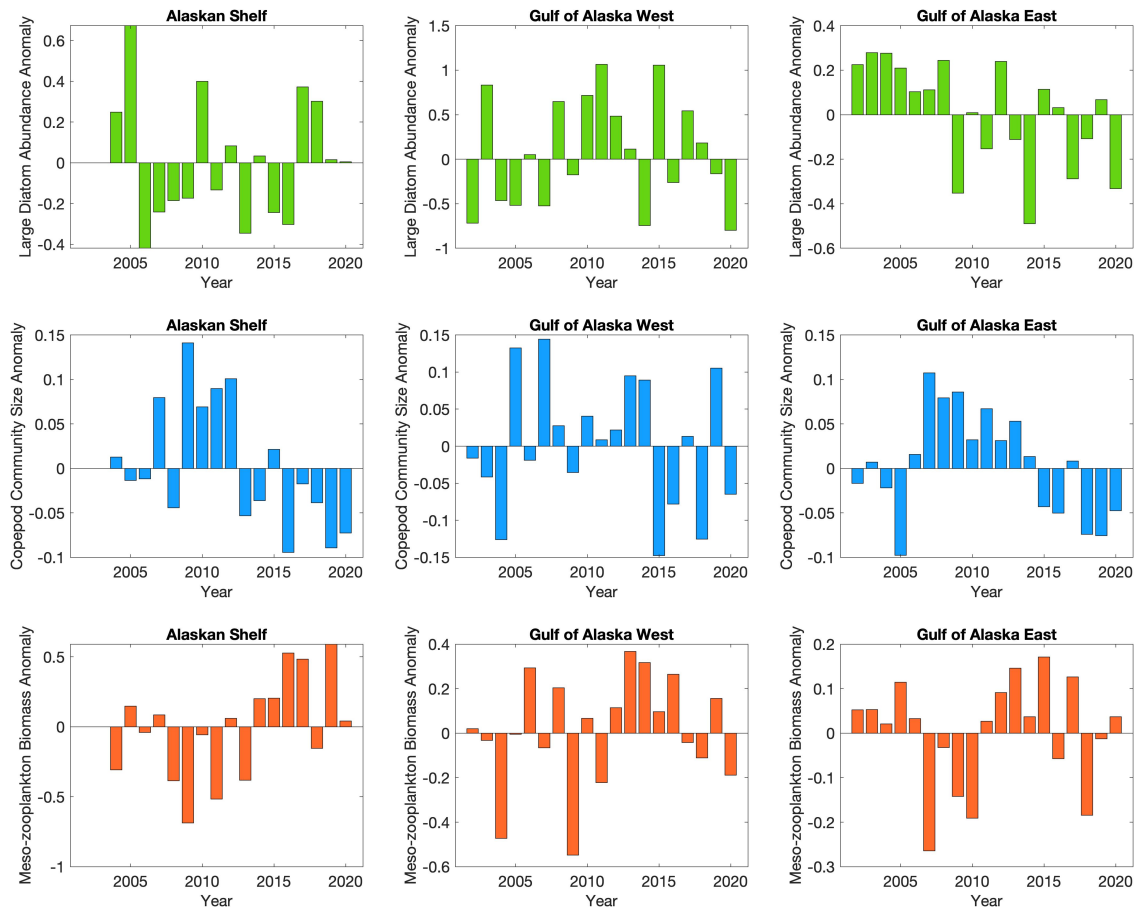 Alaskan Shelf
Large Diatom Abundance Anomaly
0.6
0.4
0.2
0
-0.2
-0.4
2005 2010 2015 2020
Year
Gulf of Alaska West
Large Diatom Abundance Anomaly
1.5
1
0.5
0
-0.5
-1
2005 2010 2015 2020
Year
Gulf of Alaska East
Large Diatom Abundance Anomaly
0.4
0.2
0
-0.2
-0.4
-0.6
2005 2010 2015 2020
Year
Alaskan Shelf
Copepod Community Size Anomaly
0.15
0.1
0.05
0
-0.05
-0.1
2005 2010 2015 2020
Year
Gulf of Alaska West
Copepod Community Size Anomaly
0.15
0.1
0.05
0
-0.05
-0.1
-0.15
2005 2010 2015 2020
Year
Gulf of Alaska East
Copepod Community Size Anomaly
0.15
0.1
0.05
0
-0.05
-0.1
2005 2010 2015 2020
Year
Alaskan Shelf
Meso-zooplankton Biomass Anomaly
0.5
0
-0.5
-1
2005 2010 2015 2020
Year
Gulf of Alaska West
Meso-zooplankton Biomass Anomaly
0.4
0.2
0
-0.2
-0.4
-0.6
2005 2010 2015 2020
Year
Gulf of Alaska East
Meso-zooplankton Biomass Anomaly
0.2
0.1
0
-0.1
-0.2
-0.3
2005 2010 2015 2020
Year